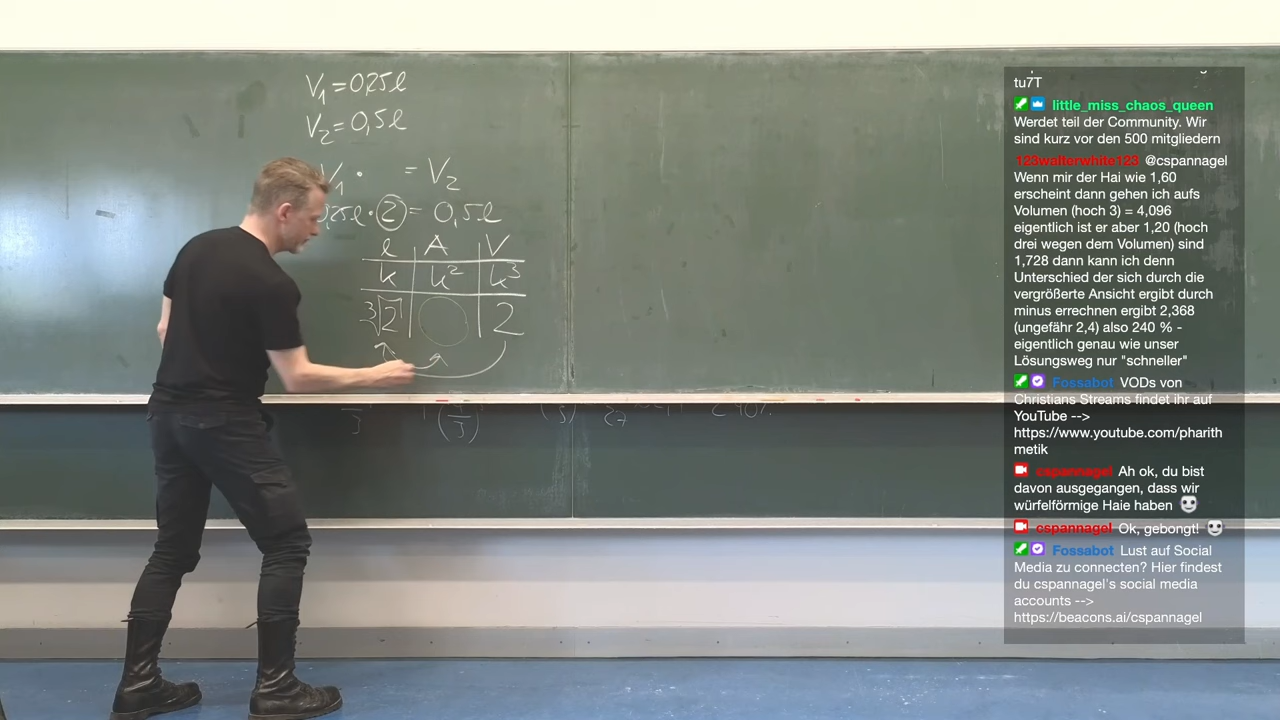 V₁ = 0,25l
V₂ = 0,5l
V₁ · = V₂
0,25l · 2 = 0,5l
l A V
k k² k³
³√2 2
tu7T
little_miss_chaos_queen
Werdet teil der Community. Wir
sind kurz vor den 500 mitgliedern
123walterwhite123 @cspannagel
Wenn mir der Hai wie 1,60
erscheint dann gehen ich aufs
Volumen (hoch 3) = 4,096
eigentlich ist er aber 1,20 (hoch
drei wegen dem Volumen) sind
1,728 dann kann ich denn
Unterschied der sich durch die
vergrößerte Ansicht ergibt durch
minus errechnen ergibt 2,368
(ungefähr 2,4) also 240 % -
eigentlich genau wie unser
Lösungsweg nur "schneller"
Fossabot VODs von
Christians Streams findet ihr auf
YouTube -->
https://www.youtube.com/pharith
metik
cspannagel Ah ok, du bist
davon ausgegangen, dass wir
würfelförmige Haie haben
cspannagel Ok, gebongt!
Fossabot Lust auf Social
Media zu connecten? Hier findest
du cspannagel's social media
accounts -->
https://beacons.ai/cspannagel